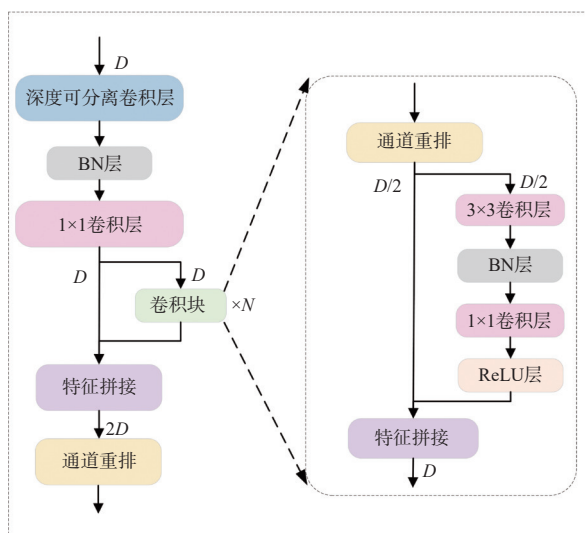 D
深度可分离卷积层
BN层
1×1卷积层
D
D
卷积块
×N
特征拼接
2D
通道重排
通道重排
D/2
D/2
3×3卷积层
BN层
1×1卷积层
ReLU层
特征拼接
D